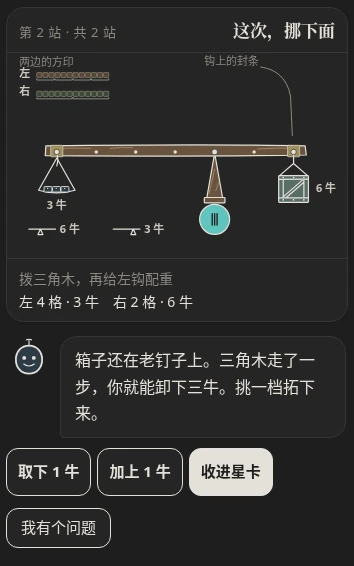 第 2 站 · 共 2 站
这次，挪下面
两边的方印
钩上的封条
左
右
6 牛
3 牛
6 牛
3 牛
拨三角木，再给左钩配重
左 4 格 · 3 牛 右 2 格 · 6 牛
箱子还在老钉子上。三角木走了一
步，你就能卸下三牛。挑一档拓下
来。
取下 1 牛
加上 1 牛
收进星卡
我有个问题